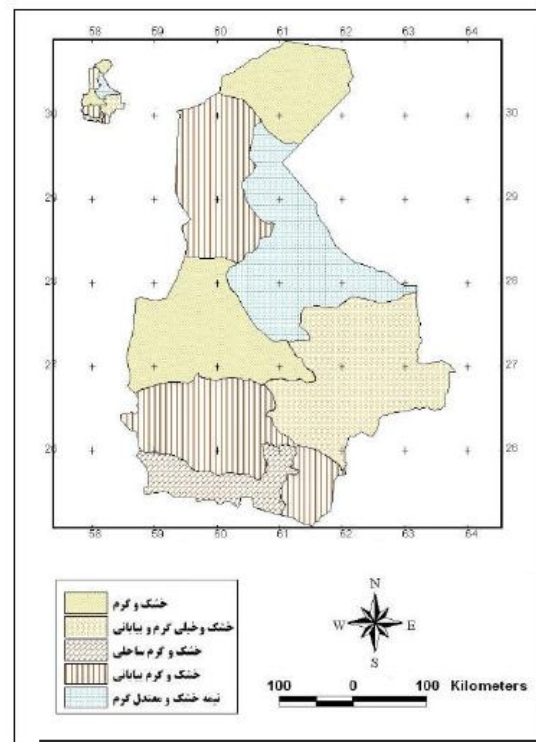 58 59 60 61 62 63 64
30 30
29 29
28 28
27 27
26 26
58 59 60 61 62 63 64
خشک و گرم
خشک و خیلی گرم و بیابانی
خشک و گرم ساحلی
خشک و گرم بیابانی
نیمه خشک و معتدل گرم
N
W E
S
100 0 100 Kilometers